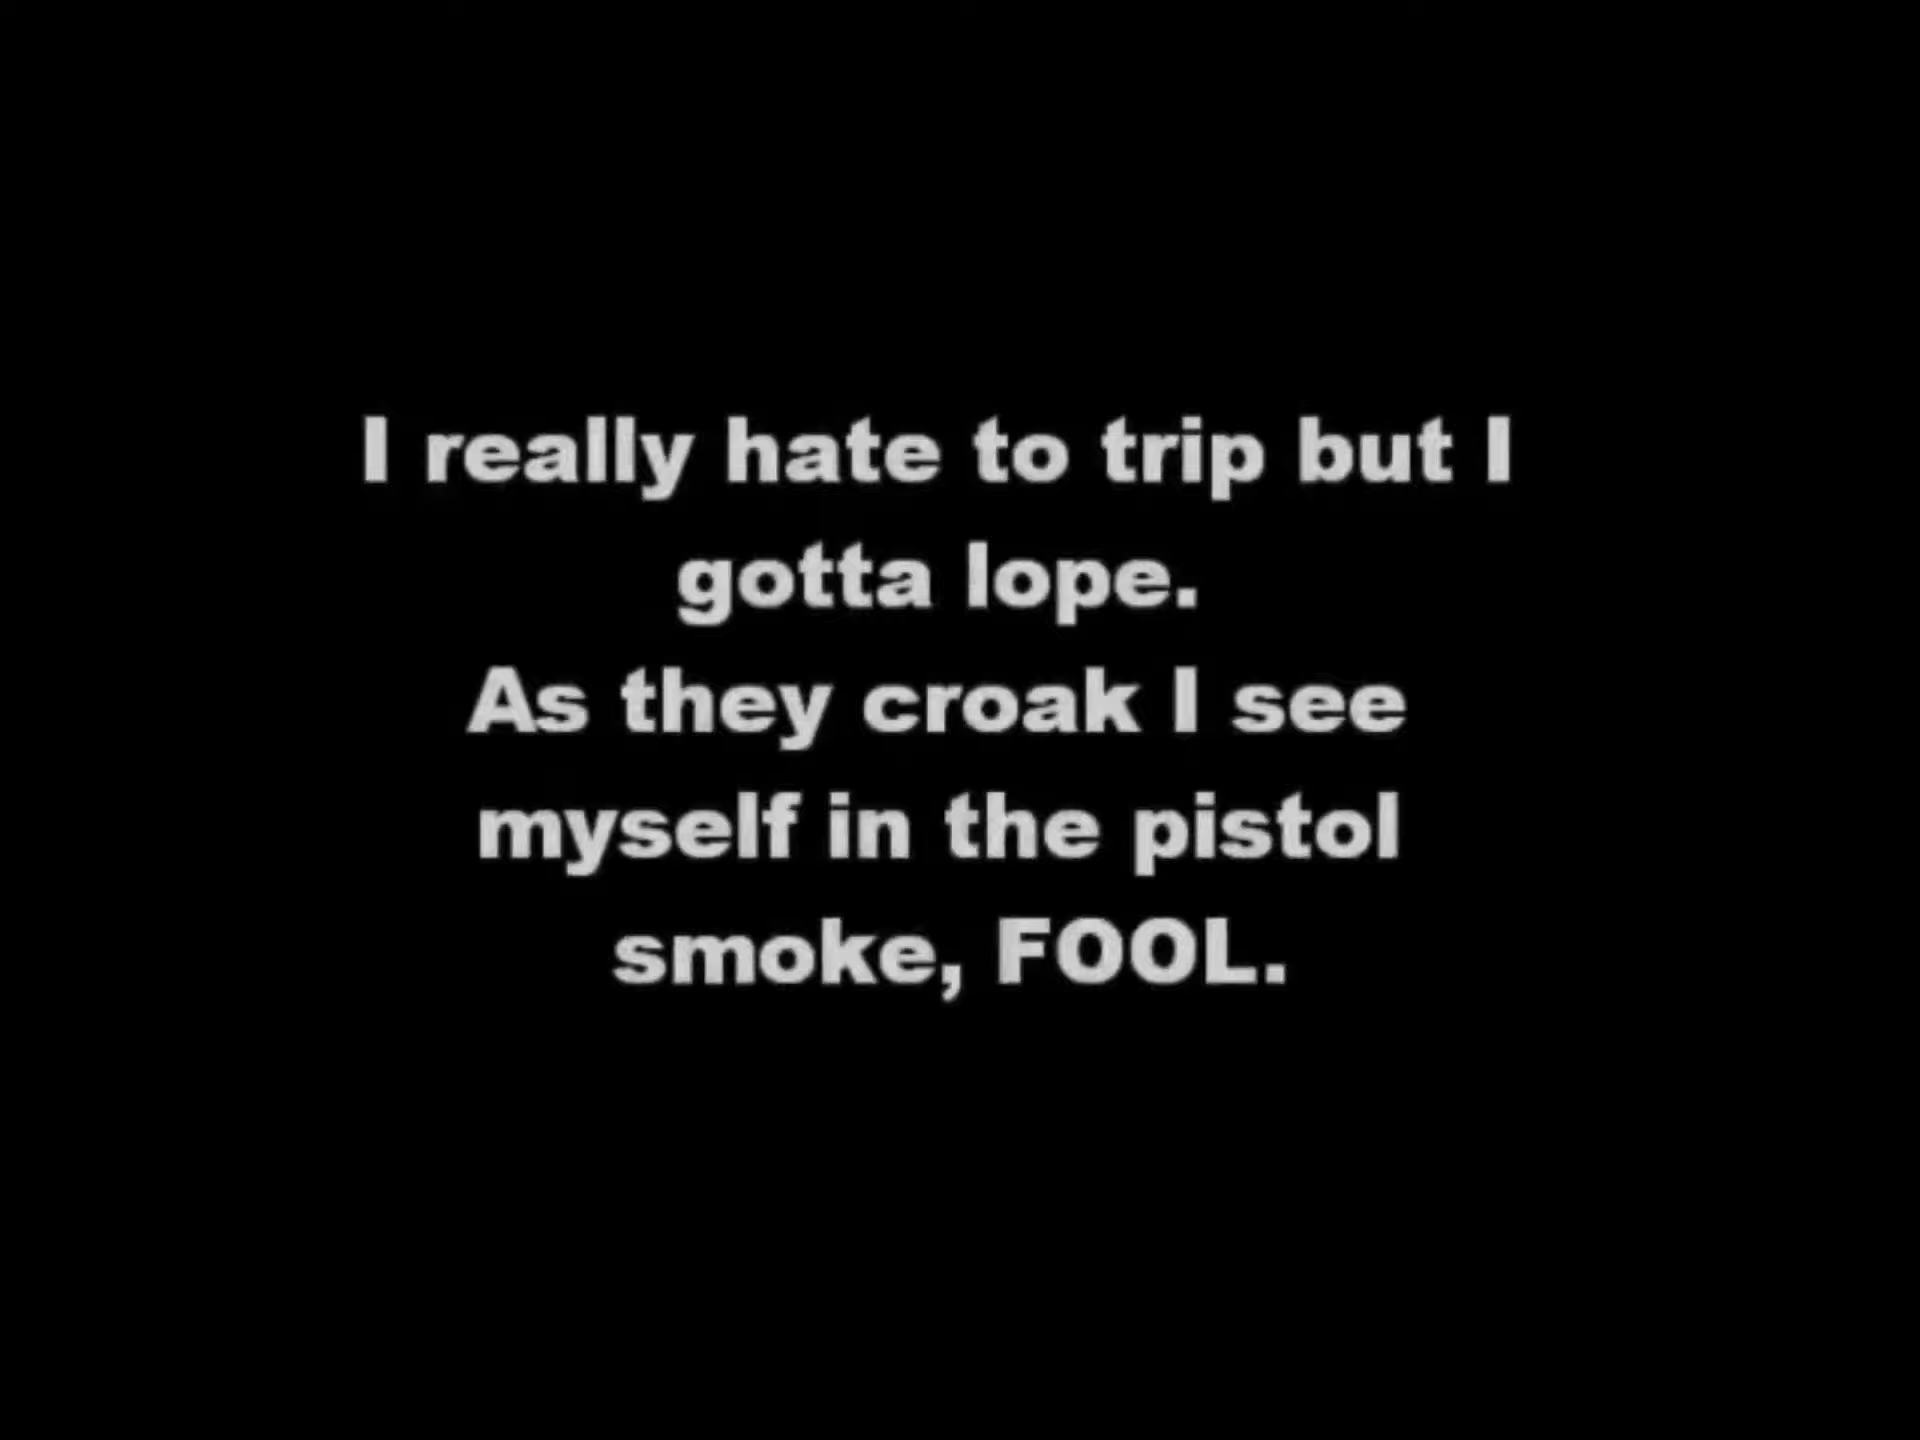 I really hate to trip but I
gotta lope.
As they croak I see
myself in the pistol
smoke, FOOL.